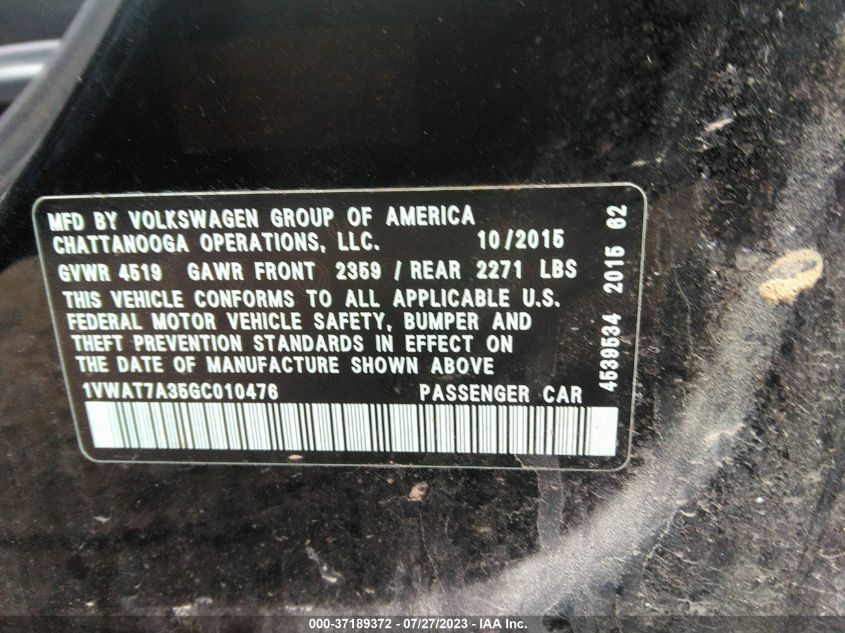 MFD BY VOLKSWAGEN GROUP OF AMERICA
CHATTANOOGA OPERATIONS, LLC. 10/2015
GVWR 4519 GAWR FRONT 2359 / REAR 2271 LBS
THIS VEHICLE CONFORMS TO ALL APPLICABLE U.S.
FEDERAL MOTOR VEHICLE SAFETY, BUMPER AND
THEFT PREVENTION STANDARDS IN EFFECT ON
THE DATE OF MANUFACTURE SHOWN ABOVE
1VWAT7A35GC010476 PASSENGER CAR
4539534 2015 62
000-37189372 / 07/27/2023 - IAA Inc.